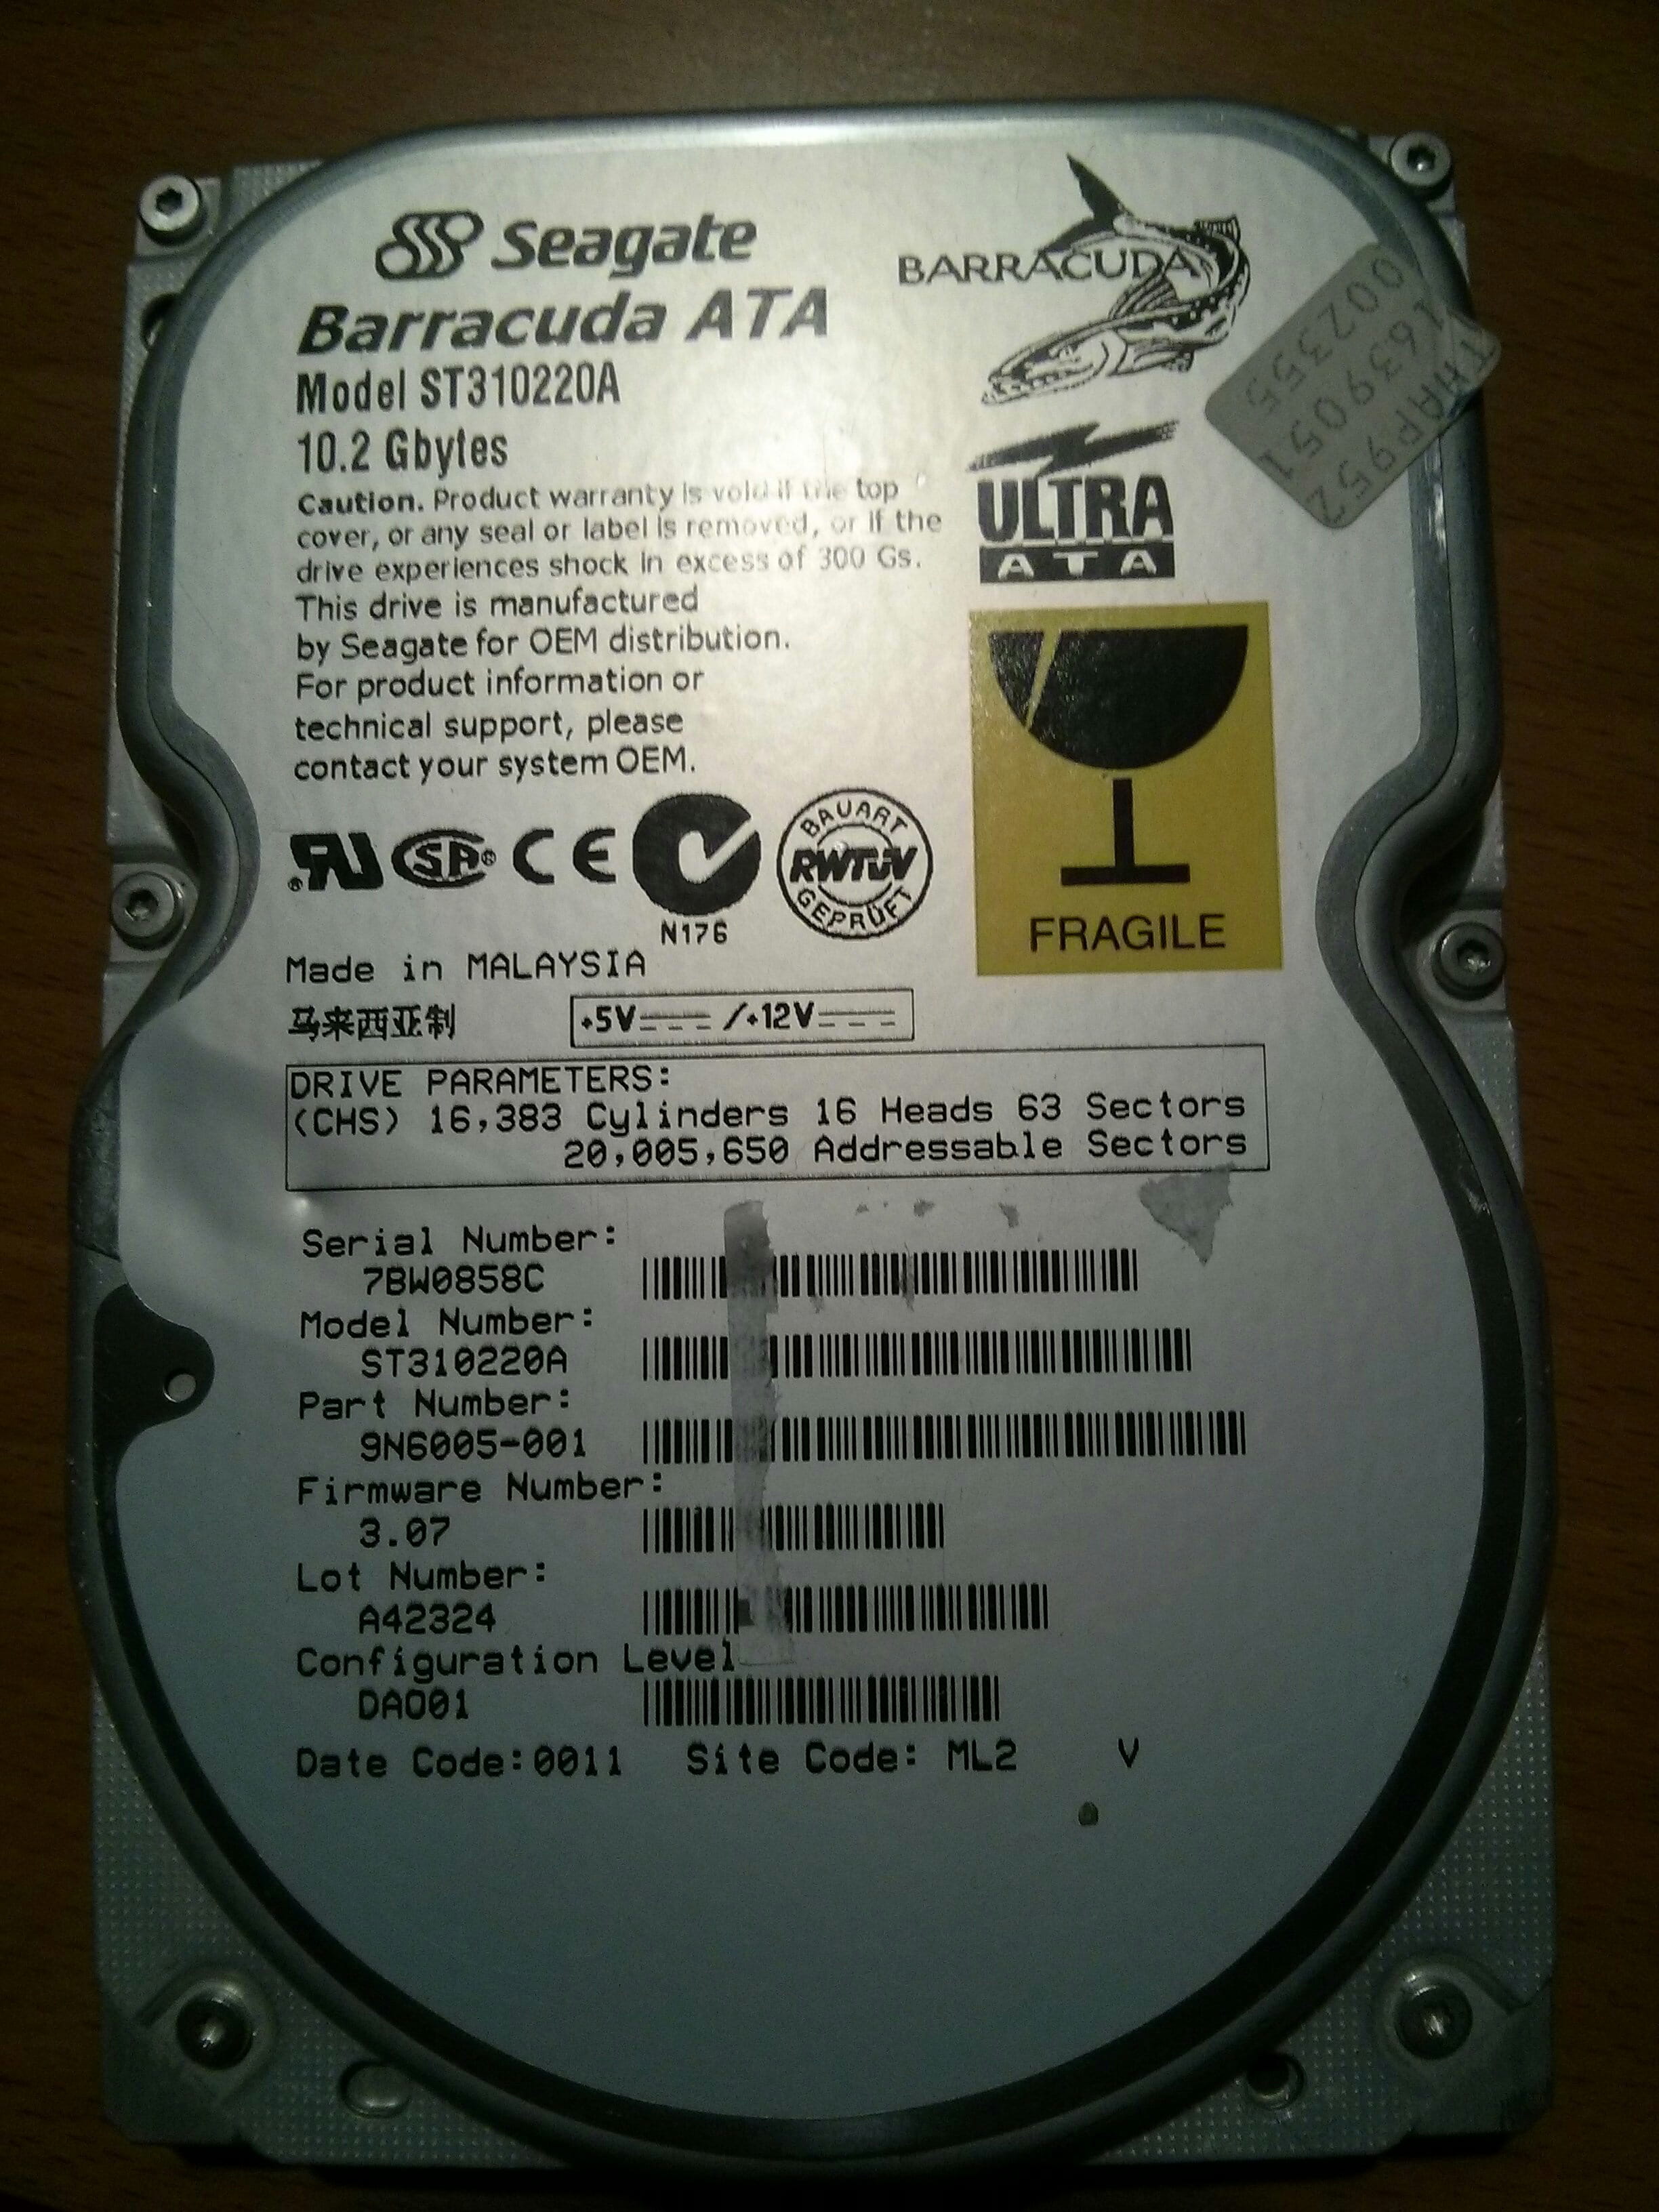 Seagate
Barracuda ATA
Model ST310220A
10.2 Gbytes
Caution. Product warranty is void if the top
cover, or any seal or label is removed, or if the
drive experiences shock in excess of 300 Gs.
This drive is manufactured
by Seagate for OEM distribution.
For product information or
technical support, please
contact your system OEM.
BARRACUDA
THAP952
16390051
002355
ULTRA
ATA
FRAGILE
SA®
CE
N176
BAUART
RWTÜV
GEPRÜFT
Made in MALAYSIA
马来西亚制
+5V /+12V
DRIVE PARAMETERS:
(CHS) 16,383 Cylinders 16 Heads 63 Sectors
20,005,650 Addressable Sectors
Serial Number:
7BW0858C
Model Number:
ST310220A
Part Number:
9N6005-001
Firmware Number:
3.07
Lot Number:
A42324
Configuration Level
DAO01
Date Code:0011 Site Code: ML2 V